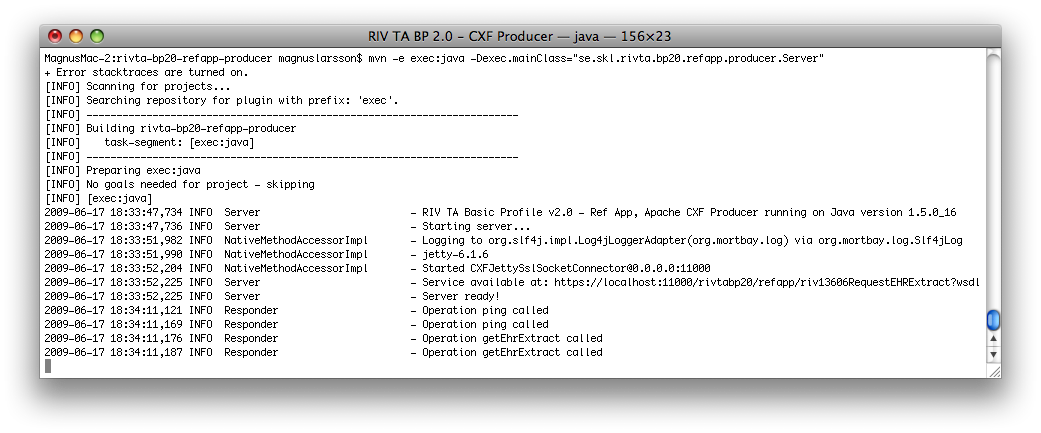 RIV TA BP 2.0 – CXF Producer — java — 156×23
MagnusMac-2:rivta-bp20-refapp-producer magnuslarsson$ mvn -e exec:java -Dexec.mainClass="se.skl.rivta.bp20.refapp.producer.Server"
+ Error stacktraces are turned on.
[INFO] Scanning for projects...
[INFO] Searching repository for plugin with prefix: 'exec'.
[INFO] ------------------------------------------------------------------------
[INFO] Building rivta-bp20-refapp-producer
[INFO]    task-segment: [exec:java]
[INFO] ------------------------------------------------------------------------
[INFO] Preparing exec:java
[INFO] No goals needed for project - skipping
[INFO] [exec:java]
2009-06-17 18:33:47,734 INFO  Server                         - RIV TA Basic Profile v2.0 - Ref App, Apache CXF Producer running on Java version 1.5.0_16
2009-06-17 18:33:47,736 INFO  Server                         - Starting server...
2009-06-17 18:33:51,982 INFO  NativeMethodAccessorImpl       - Logging to org.slf4j.impl.Log4jLoggerAdapter(org.mortbay.log) via org.mortbay.log.Slf4jLog
2009-06-17 18:33:51,990 INFO  NativeMethodAccessorImpl       - jetty-6.1.6
2009-06-17 18:33:52,204 INFO  NativeMethodAccessorImpl       - Started CXFJettySslSocketConnector@0.0.0.0:11000
2009-06-17 18:33:52,225 INFO  Server                         - Service available at: https://localhost:11000/rivtabp20/refapp/riv13606RequestEHRExtract?wsdl
2009-06-17 18:33:52,225 INFO  Server                         - Server ready!
2009-06-17 18:34:11,121 INFO  Responder                      - Operation ping called
2009-06-17 18:34:11,169 INFO  Responder                      - Operation ping called
2009-06-17 18:34:11,176 INFO  Responder                      - Operation getEhrExtract called
2009-06-17 18:34:11,187 INFO  Responder                      - Operation getEhrExtract called